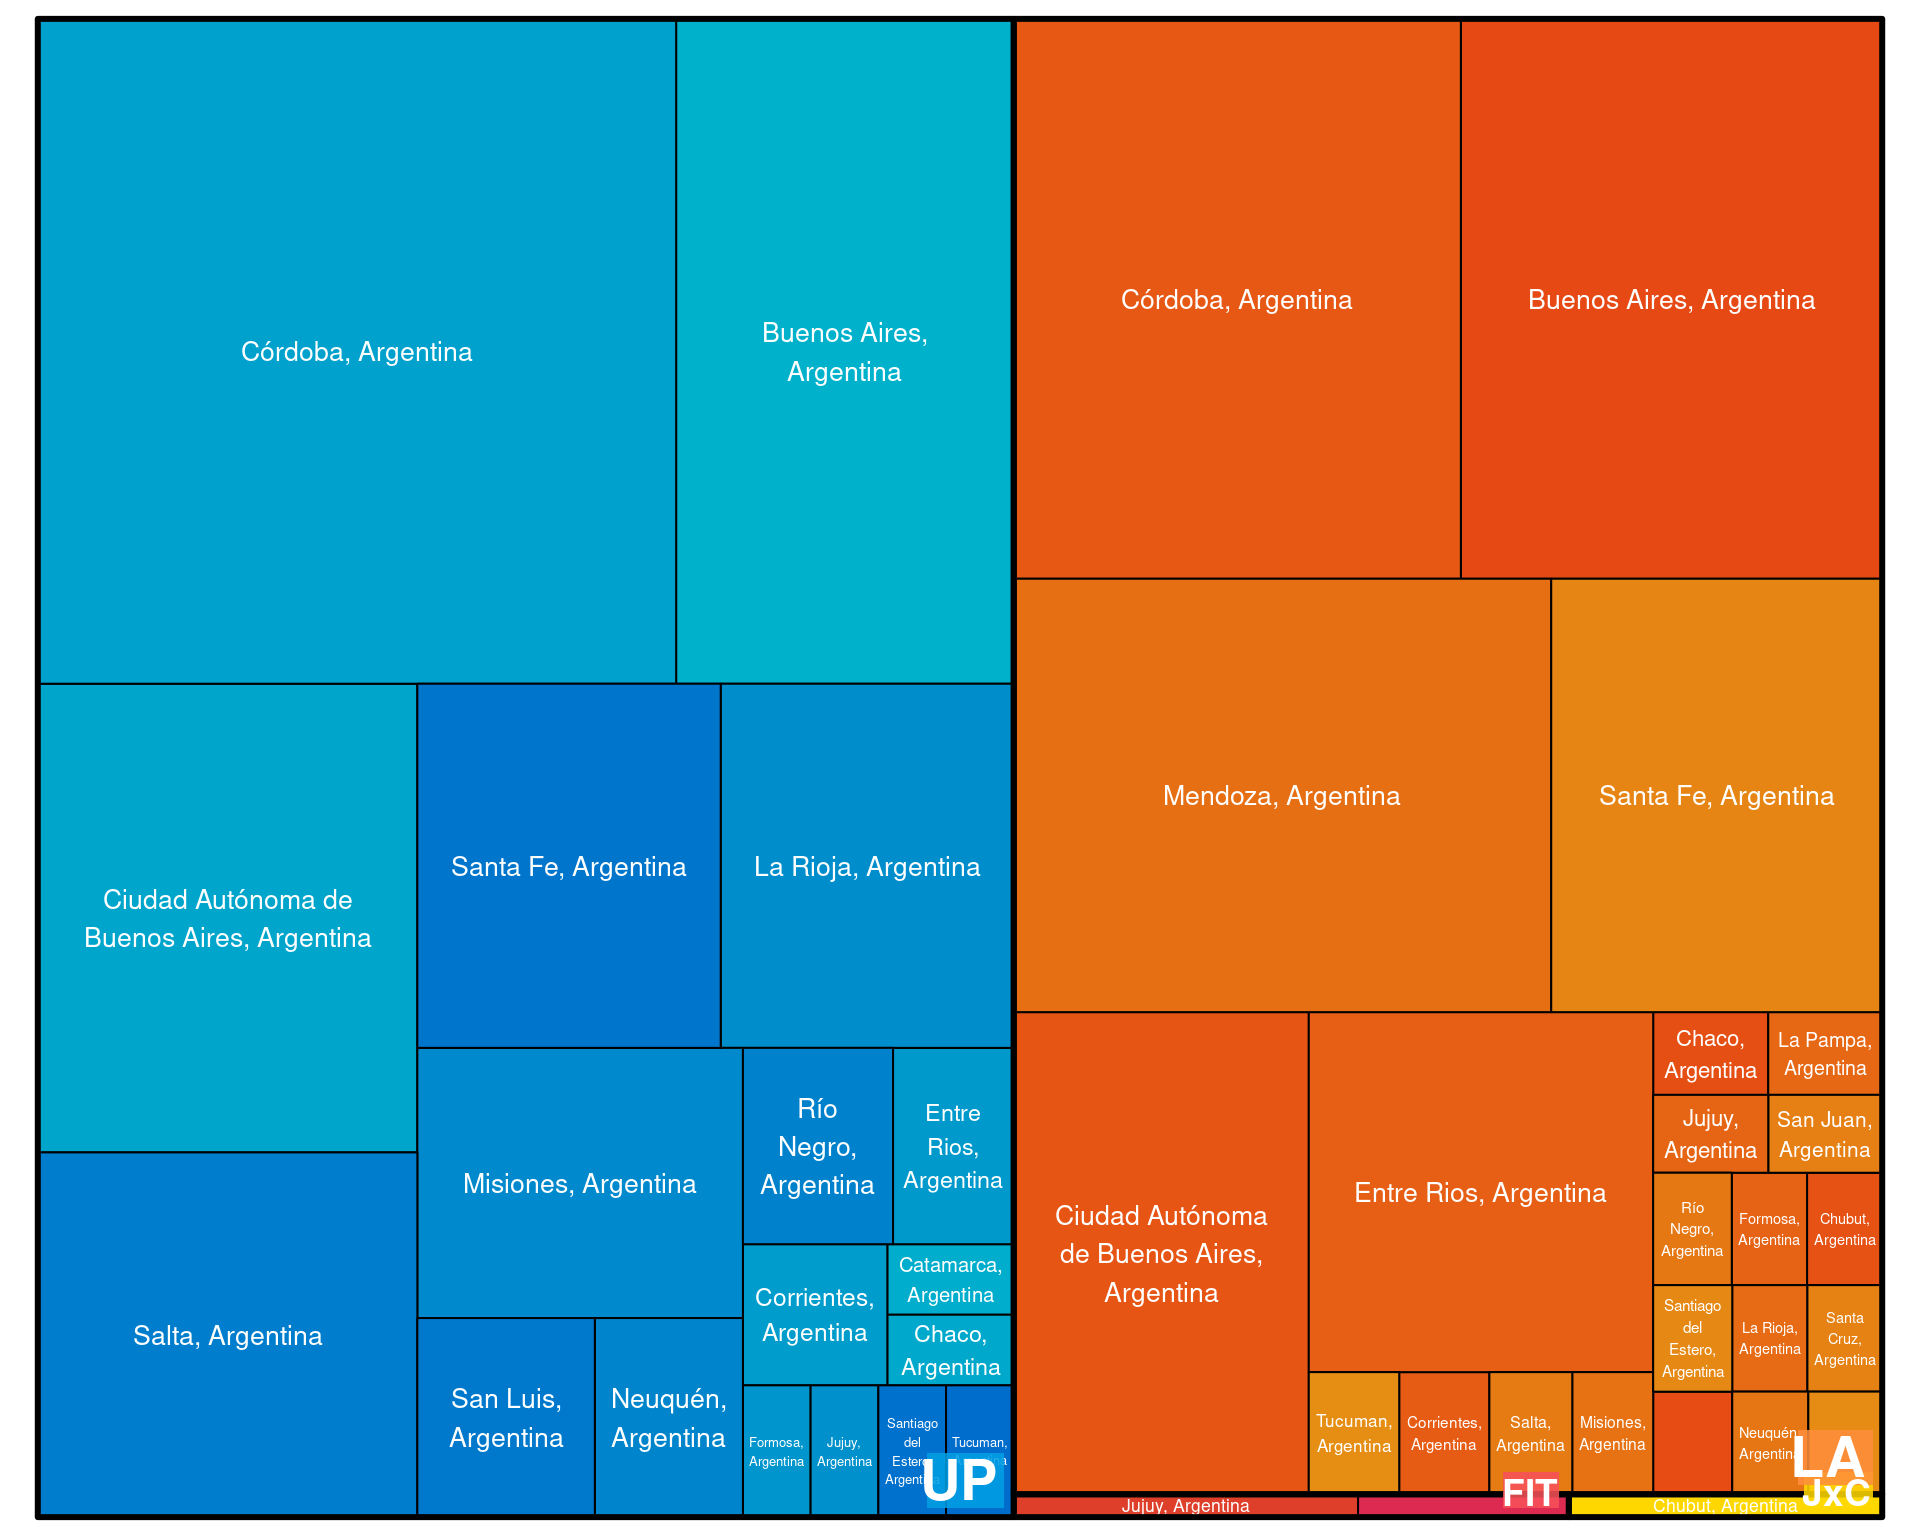 Córdoba, Argentina
Buenos Aires,
Argentina
Ciudad Autónoma de
Buenos Aires, Argentina
Santa Fe, Argentina
La Rioja, Argentina
Salta, Argentina
Misiones, Argentina
Río
Negro,
Argentina
Entre
Rios,
Argentina
San Luis,
Argentina
Neuquén,
Argentina
Corrientes,
Argentina
Catamarca,
Argentina
Chaco,
Argentina
Formosa,
Argentina
Jujuy,
Argentina
Santiago
del
Estero,
Argentina
Tucuman,
Argentina
UP
Córdoba, Argentina
Buenos Aires, Argentina
Mendoza, Argentina
Santa Fe, Argentina
Ciudad Autónoma
de Buenos Aires,
Argentina
Entre Rios, Argentina
Tucuman,
Argentina
Corrientes,
Argentina
Salta,
Argentina
Misiones,
Argentina
Chaco,
Argentina
La Pampa,
Argentina
Jujuy,
Argentina
San Juan,
Argentina
Río
Negro,
Argentina
Formosa,
Argentina
Chubut,
Argentina
Santiago
del
Estero,
Argentina
La Rioja,
Argentina
Santa
Cruz,
Argentina
Neuquén,
Argentina
LA
Jujuy, Argentina
FIT
Chubut, Argentina
JxC